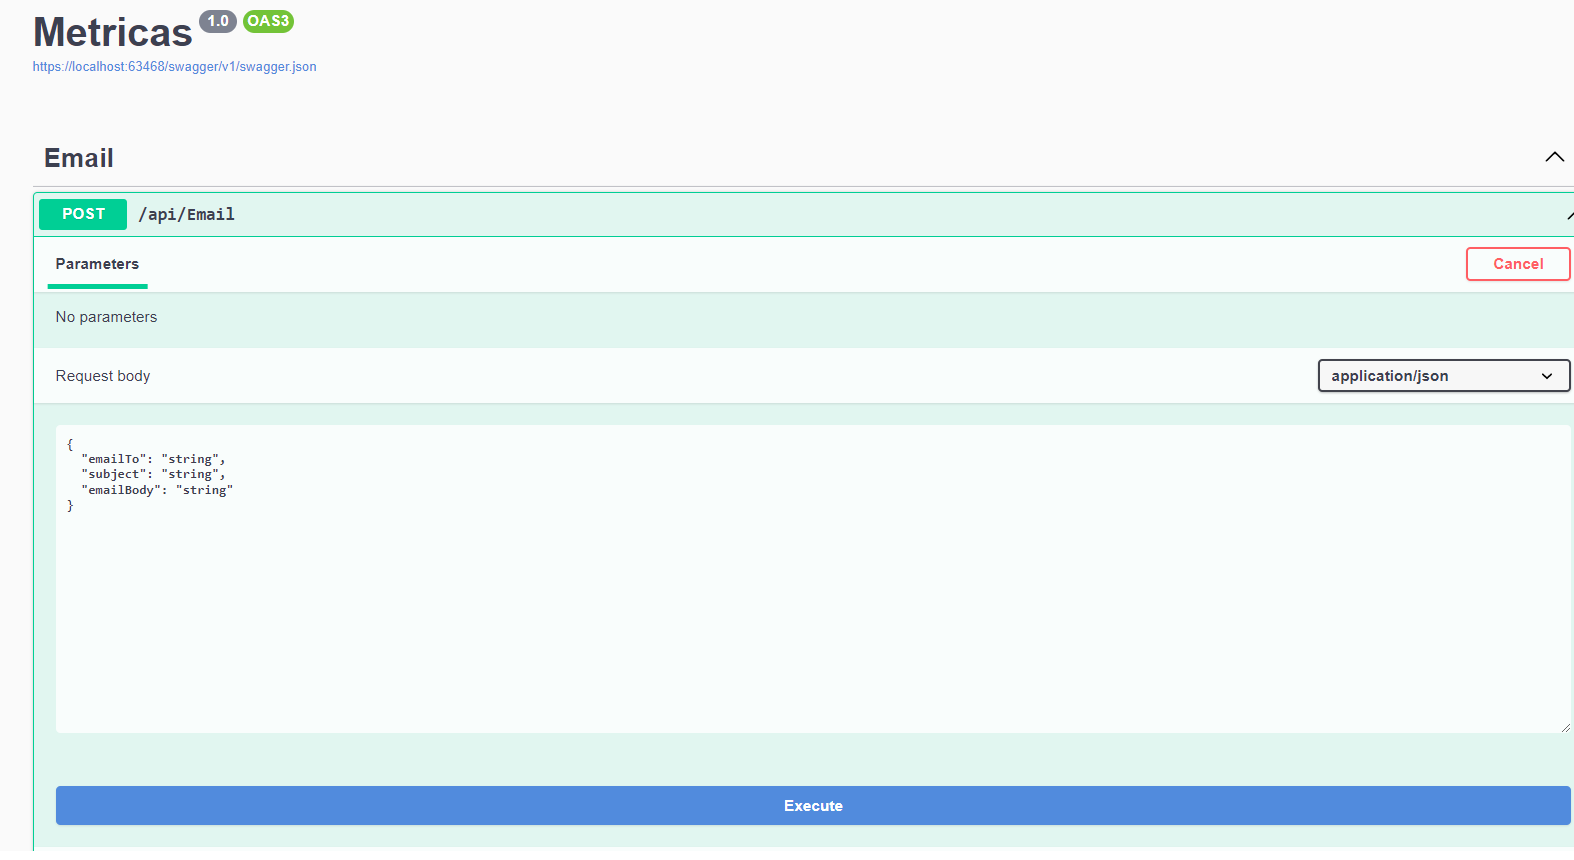 Metricas 1.0 OAS3
https://localhost:63468/swagger/v1/swagger.json
Email
POST /api/Email
Parameters
Cancel
No parameters
Request body
application/json
{
  "emailTo": "string",
  "subject": "string",
  "emailBody": "string"
}
Execute